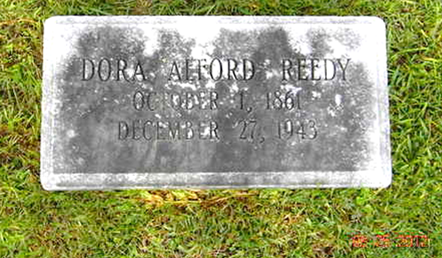 DORA ALFORD REEDY
OCTOBER 1, 1861
DECEMBER 27, 1943